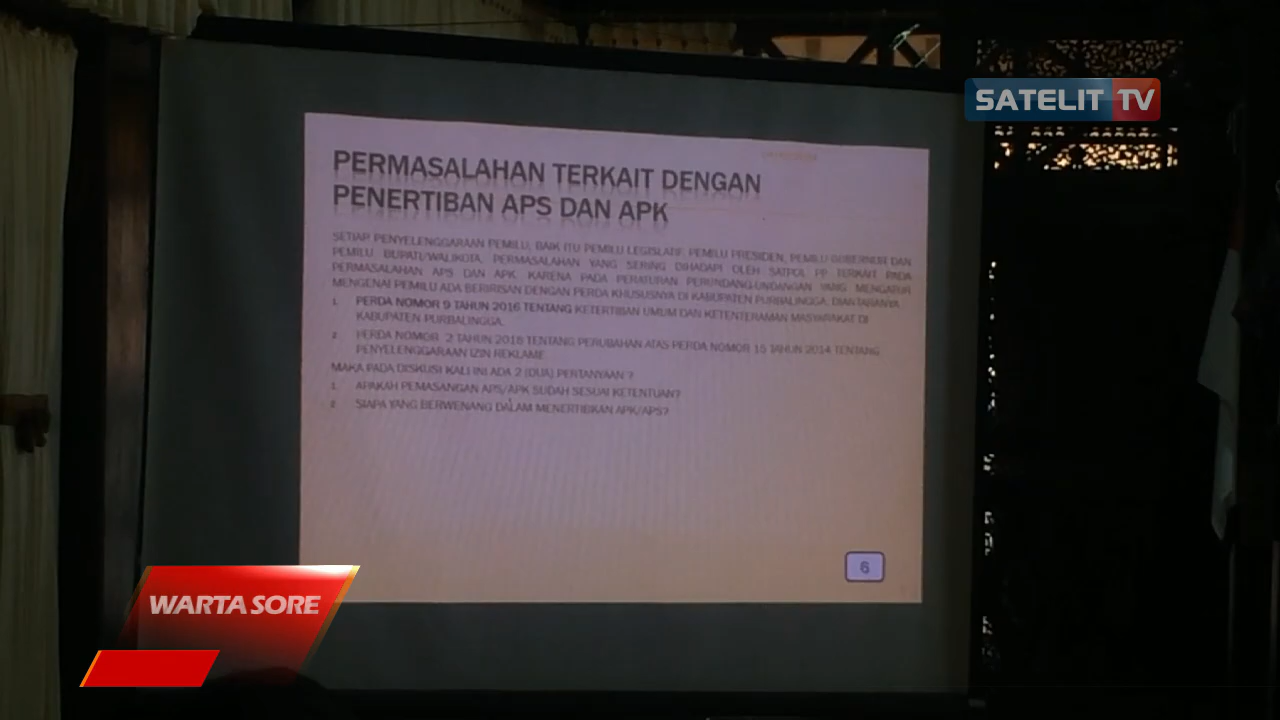 SATELIT TV
PERMASALAHAN TERKAIT DENGAN
PENERTIBAN APS DAN APK
SETIAP PENYELENGGARAAN PEMILU, BAIK ITU PEMILU LEGISLATIF, PEMILU PRESIDEN, PEMILU GUBERNUR DAN
PEMILU BUPATI/WALIKOTA, PERMASALAHAN YANG SERING DIHADAPI OLEH SATPOL PP TERKAIT PADA
PERMASALAHAN APS DAN APK. KARENA PADA PERATURAN PERUNDANG-UNDANGAN YANG MENGATUR
MENGENAI PEMILU ADA BERIRISAN DENGAN PERDA KHUSUSNYA DI KABUPATEN PURBALINGGA. DIANTARANYA
1. PERDA NOMOR 9 TAHUN 2016 TENTANG KETERTIBAN UMUM DAN KETENTERAMAN MASYARAKAT DI
KABUPATEN PURBALINGGA.
2. PERDA NOMOR 2 TAHUN 2018 TENTANG PERUBAHAN ATAS PERDA NOMOR 15 TAHUN 2014 TENTANG
PENYELENGGARAAN IZIN REKLAME
MAKA PADA DISKUSI KALI INI ADA 2 (DUA) PERTANYAAN ?
1. APAKAH PEMASANGAN APS/APK SUDAH SESUAI KETENTUAN?
2. SIAPA YANG BERWENANG DALAM MENERTIBKAN APK/APS?
6
WARTA SORE